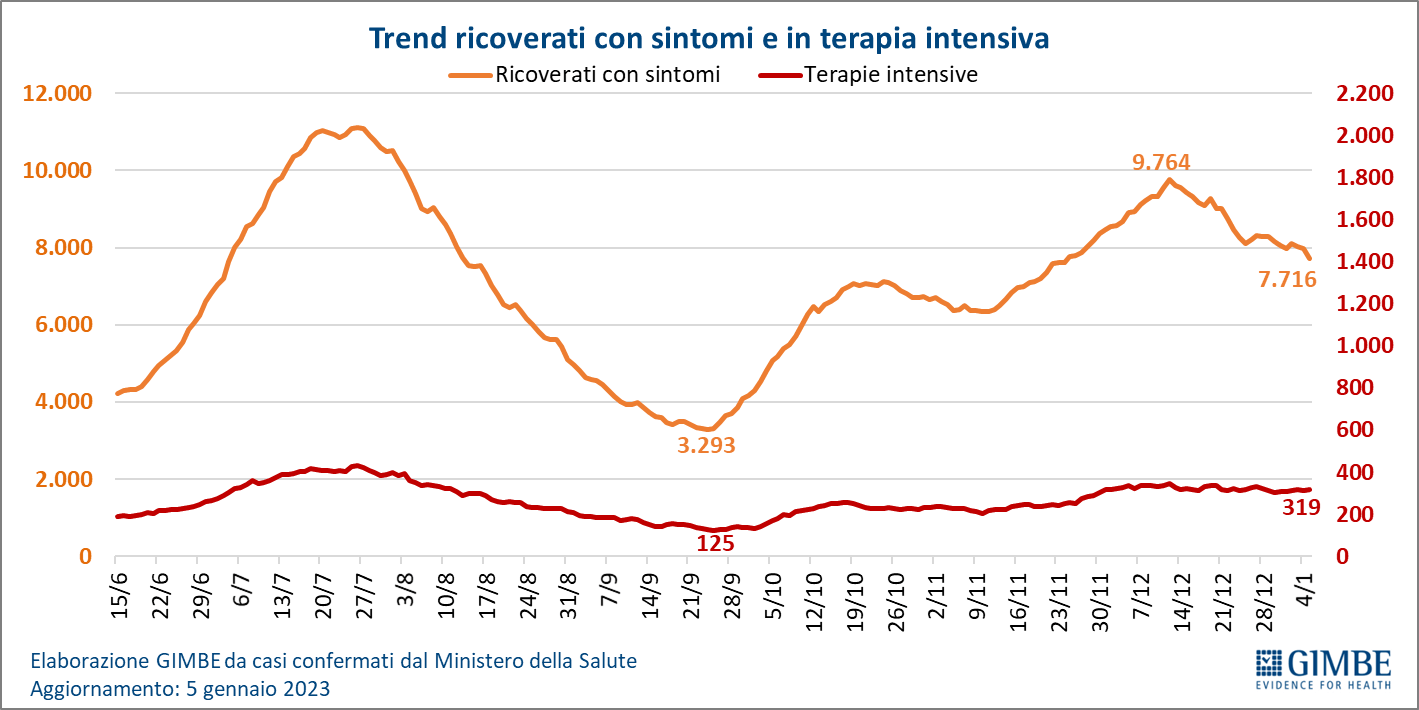 Trend ricoverati con sintomi e in terapia intensiva
Ricoverati con sintomi Terapie intensive
12.000 2.200
2.000
10.000 1.800
1.600
8.000 1.400
1.200
6.000 1.000
800
4.000 600
400
2.000 200
0 0
9.764
7.716
3.293
319
125
15/6 22/6 29/6 6/7 13/7 20/7 27/7 3/8 10/8 17/8 24/8 31/8 7/9 14/9 21/9 28/9 5/10 12/10 19/10 26/10 2/11 9/11 16/11 23/11 30/11 7/12 14/12 21/12 28/12 4/1
Elaborazione GIMBE da casi confermati dal Ministero della Salute
Aggiornamento: 5 gennaio 2023
GIMBE
EVIDENCE FOR HEALTH